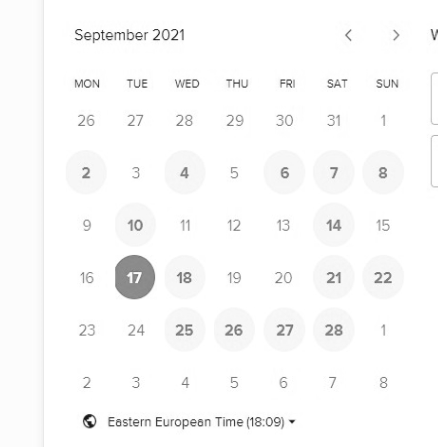 September 2021
MON TUE WED THU FRI SAT SUN
26 27 28 29 30 31 1
2 3 4 5 6 7 8
9 10 11 12 13 14 15
16 17 18 19 20 21 22
23 24 25 26 27 28 1
2 3 4 5 6 7 8
Eastern European Time (18:09)